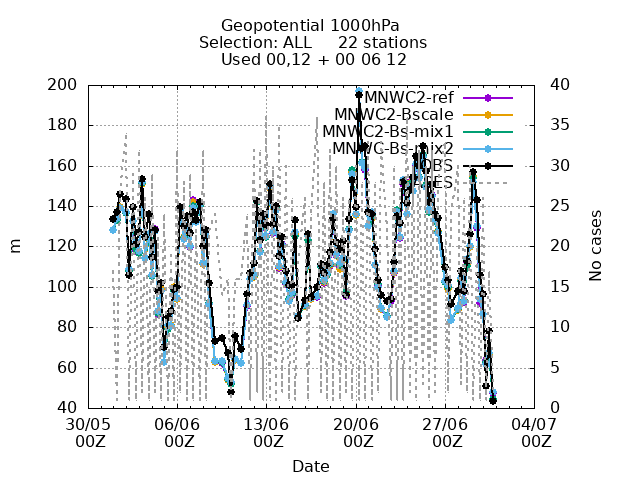 Geopotential 1000hPa
Selection: ALL 22 stations
Used 00,12 + 00 06 12
m
No cases
200
180
160
140
120
100
80
60
40
40
35
30
25
20
15
10
5
0
MNWC2-ref
MNWC2-Bscale
MNWC2-Bs-mix1
MNWC-Bs-mix2
OBS
30/05 06/06 13/06 20/06 27/06 04/07
00Z 00Z 00Z 00Z 00Z 00Z
Date